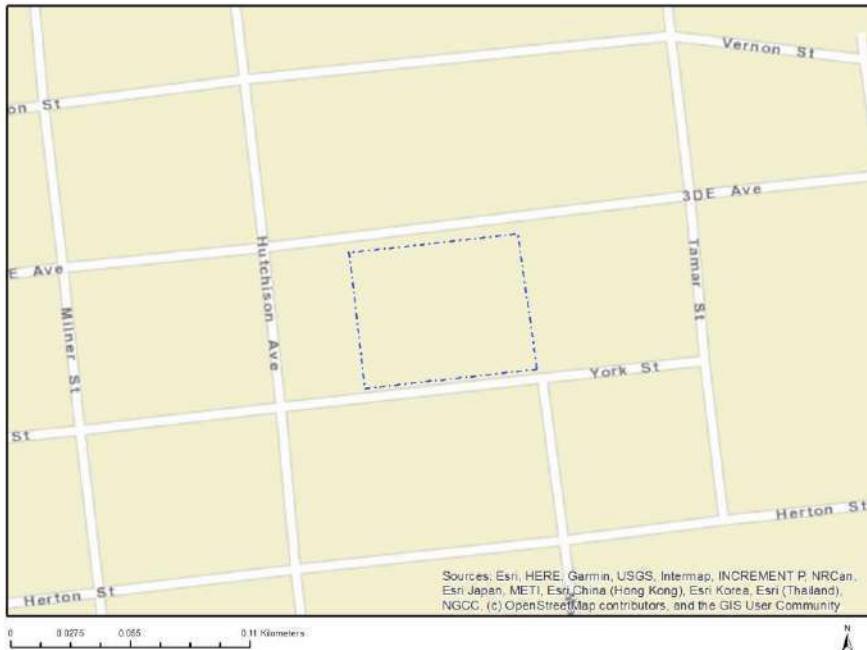 Vernon St
on St
3DE Ave
E Ave
Hutchison Ave
Tamar St
Milner St
York St
St
Herton St
Herton St
Sources: Esri, HERE, Garmin, USGS, Intermap, INCREMENT P, NRCan,
Esri Japan, METI, Esri China (Hong Kong), Esri Korea, Esri (Thailand),
NGCC, (c) OpenStreetMap contributors, and the GIS User Community
0 0.0275 0.055 0.11 Kilometers
N